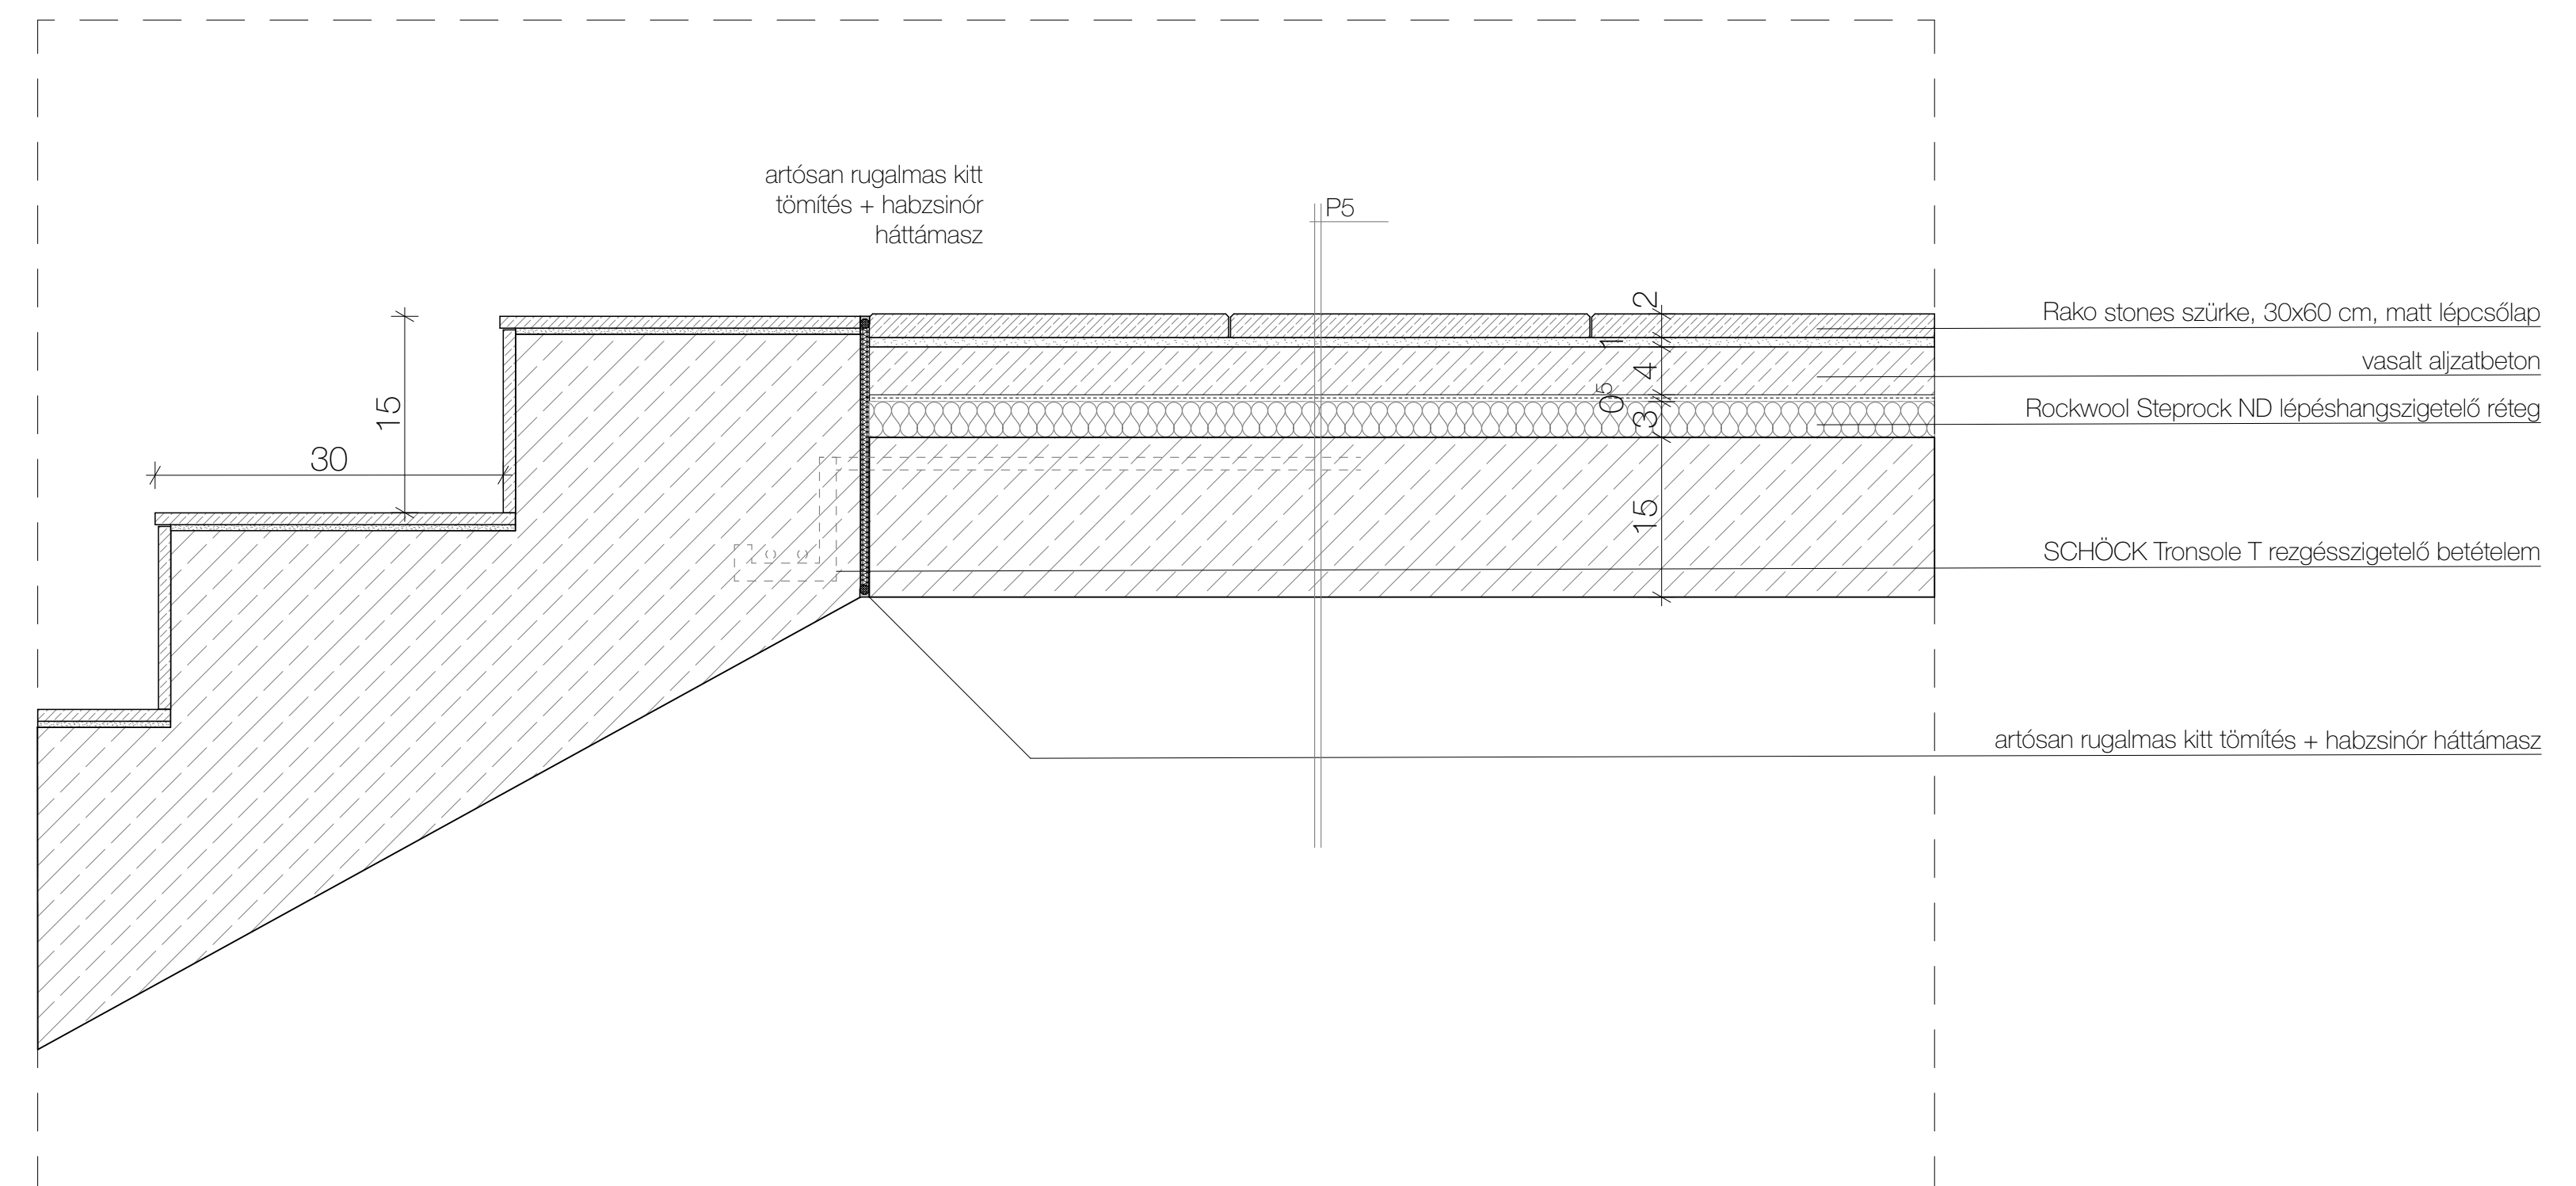 artósan rugalmas kitt
tömítés + habzsinór
háttámasz
P5
2
Rako stones szürke, 30x60 cm, matt lépcsőlap
1
vasalt aljzatbeton
4
0⁵
15
Rockwool Steprock ND lépéshangszigetelő réteg
3
30
15
SCHÖCK Tronsole T rezgésszigetelő betételem
artósan rugalmas kitt tömítés + habzsinór háttámasz